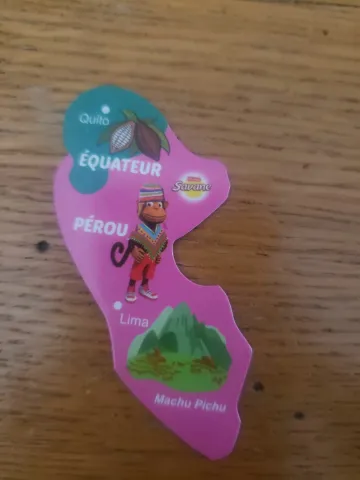 Quito
ÉQUATEUR
Savane
PÉROU
Lima
Machu Pichu